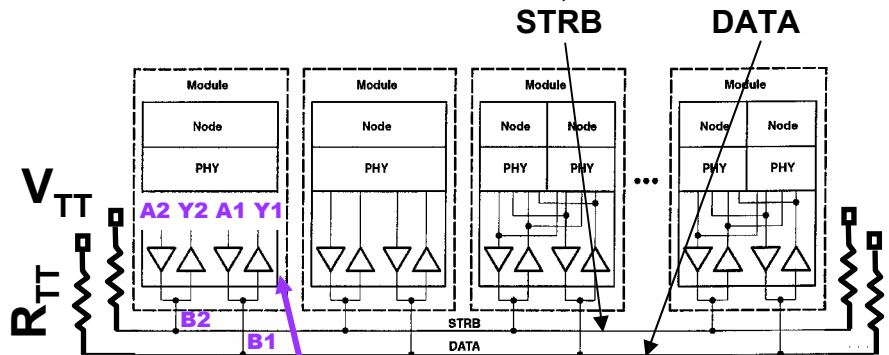 STRB DATA
Module Module Module Module
Node Node Node Node Node Node
PHY PHY PHY PHY PHY PHY
•••
VTT
A2 Y2 A1 Y1
RTT
B2
STRB
B1
DATA